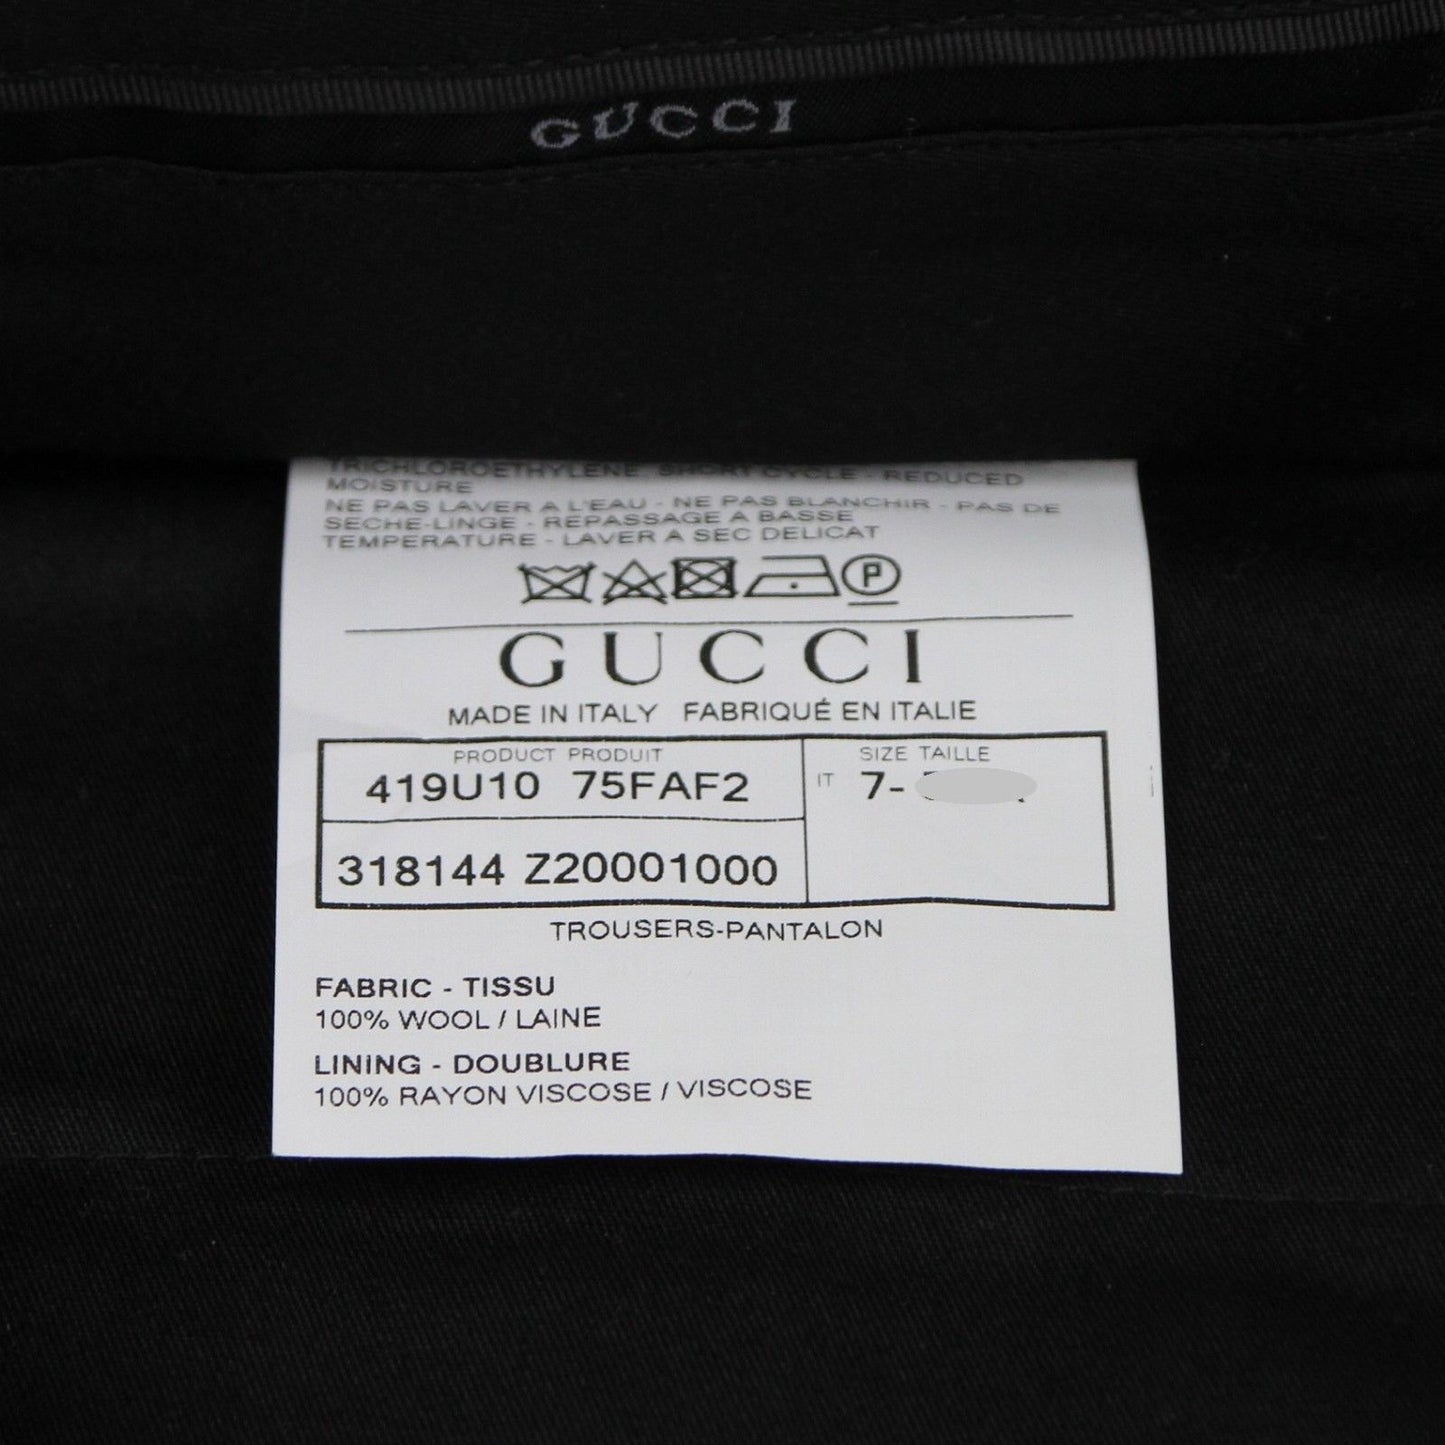 GUCCI
TRICHLOROETHYLENE, SHORT CYCLE - REDUCED
MOISTURE
NE PAS LAVER A L'EAU - NE PAS BLANCHIR - PAS DE
SECHE-LINGE - REPASSAGE A BASSE
TEMPERATURE - LAVER A SEC DELICAT
P
GUCCI
MADE IN ITALY FABRIQUÉ EN ITALIE
PRODUCT PRODUIT
419U10 75FAF2
SIZE TAILLE
IT 7-
318144 Z20001000
TROUSERS-PANTALON
FABRIC - TISSU
100% WOOL / LAINE
LINING - DOUBLURE
100% RAYON VISCOSE / VISCOSE